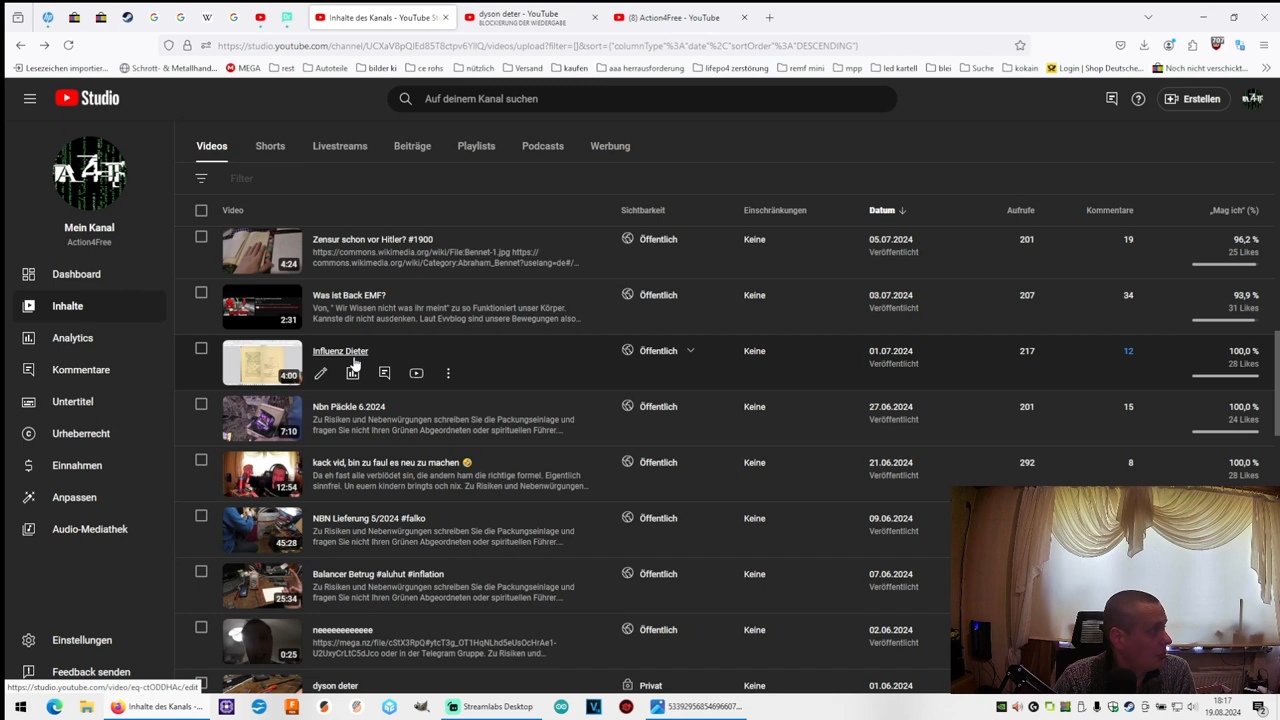 Inhalte des Kanals - YouTube St
dyson deter - YouTube
BLOCKIERUNG DER WIEDERGABE
(8) Action4Free - YouTube
https://studio.youtube.com/channel/UCXaV8pQIEd85T8ctpv6YIlQ/videos/upload?filter=[]&sort={"columnType"%3A"date"%2C"sortOrder"%3A"DESCENDING"}
707
Lesezeichen importier...
Schrott- & Metallhand...
MEGA
rest
Autoteile
bilder ki
ce rohs
nützlich
Versand
kaufen
aaa herrausforderung
lifepo4 zerstörung
remf mini
mpp
led kartell
blei
Suche
kokain
Login | Shop Deutsche...
Noch nicht verschickt...
Studio
Auf deinem Kanal suchen
Erstellen
A4F
Mein Kanal
Action4Free
Dashboard
Inhalte
Analytics
Kommentare
Untertitel
Urheberrecht
Einnahmen
Anpassen
Audio-Mediathek
Einstellungen
Feedback senden
Videos Shorts Livestreams Beiträge Playlists Podcasts Werbung
Filter
Video Sichtbarkeit Einschränkungen Datum Aufrufe Kommentare „Mag ich“ (%)
Zensur schon vor Hitler? #1900 Öffentlich Keine 05.07.2024 201 19 96,2 %
https://commons.wikimedia.org/wiki/File:Bennet-1.jpg https:// Veröffentlicht 25 Likes
commons.wikimedia.org/wiki/Category:Abraham_Bennet?uselang=de#/...
4:24
Was ist Back EMF? Öffentlich Keine 03.07.2024 207 34 93,9 %
Von, " Wir Wissen nicht was ihr meint" zu so Funktioniert unser Körper. Veröffentlicht 31 Likes
Kannste dir nicht ausdenken. Laut Evvblog sind unsere Bewegungen also...
2:31
Influenz Dieter Öffentlich Keine 01.07.2024 217 12 100,0 %
Veröffentlicht 28 Likes
4:00
Nbn Päckle 6.2024 Öffentlich Keine 27.06.2024 201 15 100,0 %
Zu Risiken und Nebenwürgungen schreiben Sie die Packungseinlage und Veröffentlicht 24 Likes
fragen Sie nicht Ihren Grünen Abgeordneten oder spirituellen Führer...
7:10
kack vid, bin zu faul es neu zu machen 🤣 Öffentlich Keine 21.06.2024 292 8 100,0 %
Da eh fast alle verblödet sin, die andern ham die richtige formel. Eigentlich Veröffentlicht 28 Likes
sinnfrei. Un euern kindern bringts och nix. Zu Risiken und Nebenwürgungen...
12:54
NBN Lieferung 5/2024 #falko Öffentlich Keine 09.06.2024
Zu Risiken und Nebenwürgungen schreiben Sie die Packungseinlage und Veröffentlicht
fragen Sie nicht Ihren Grünen Abgeordneten oder spirituellen Führer...
45:28
Balancer Betrug #aluhut #inflation Öffentlich Keine 07.06.2024
Zu Risiken und Nebenwürgungen schreiben Sie die Packungseinlage und Veröffentlicht
fragen Sie nicht Ihren Grünen Abgeordneten oder spirituellen Führer...
25:34
neeeeeeeeeeee Öffentlich Keine 02.06.2024
Veröffentlicht
oder in der Telegram Gruppe. Zu Risiken und...
0:25
dyson deter Privat Keine 01.06.2024
https://studio.youtube.com/video/eq-ctODDHAc/edit
Inhalte des Kanals - ...
Streamlabs Desktop
53392956854696607...
18:17
19.08.2024